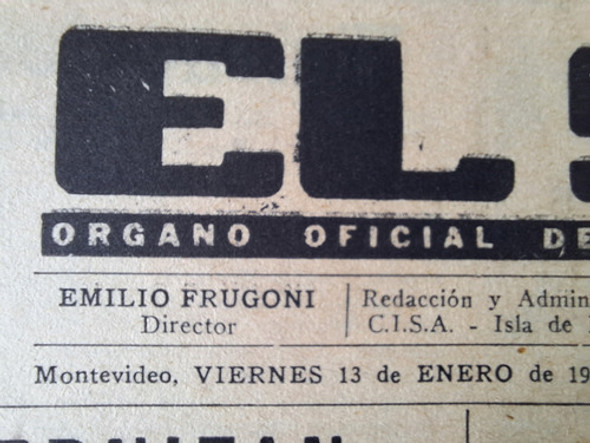 EL
ORGANO OFICIAL DE
EMILIO FRUGONI
Director
Redacción y Admin
C.I.S.A. - Isla de
Montevideo, VIERNES 13 de ENERO de 19